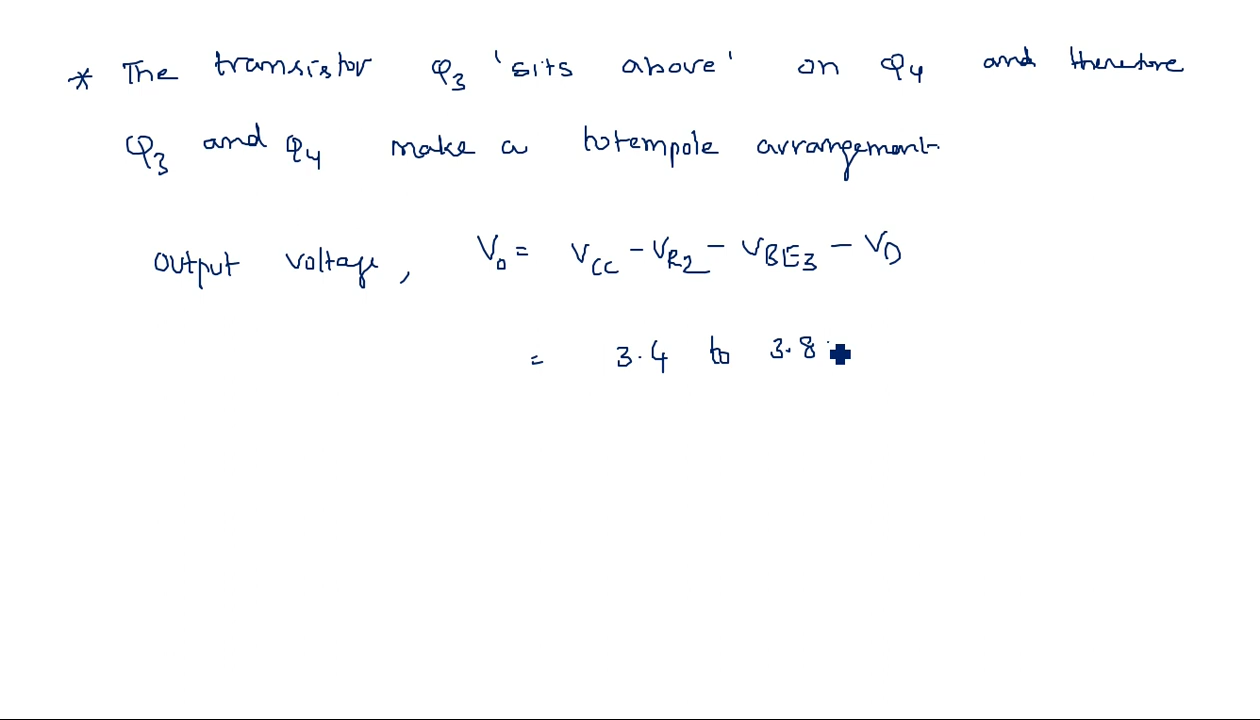 * The transistor Q3 'sits above' on Q4 and therefore
Q3 and Q4 make a totempole arrangement
output voltage, Vo = VCC - VR2 - VBE3 - VD
= 3.4 to 3.8